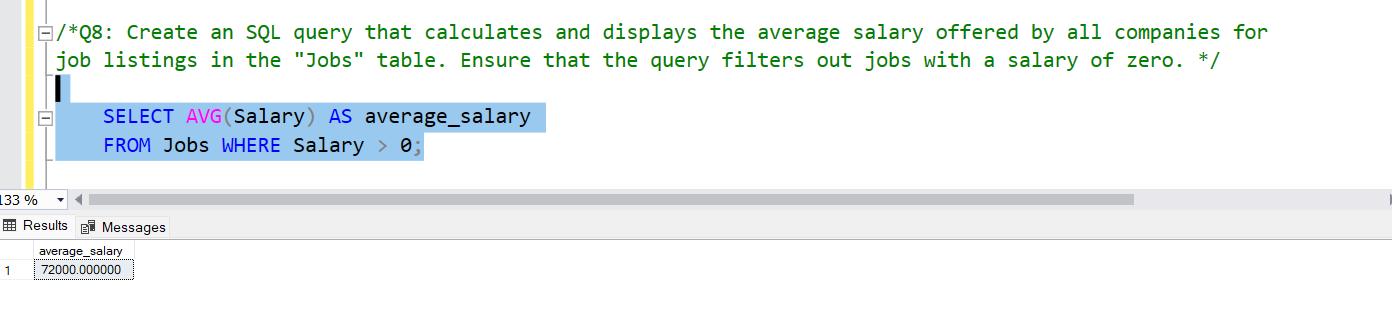 /*Q8: Create an SQL query that calculates and displays the average salary offered by all companies for
job listings in the "Jobs" table. Ensure that the query filters out jobs with a salary of zero. */
SELECT AVG(Salary) AS average_salary
FROM Jobs WHERE Salary > 0;
133 %
Results Messages
average_salary
1 72000.000000